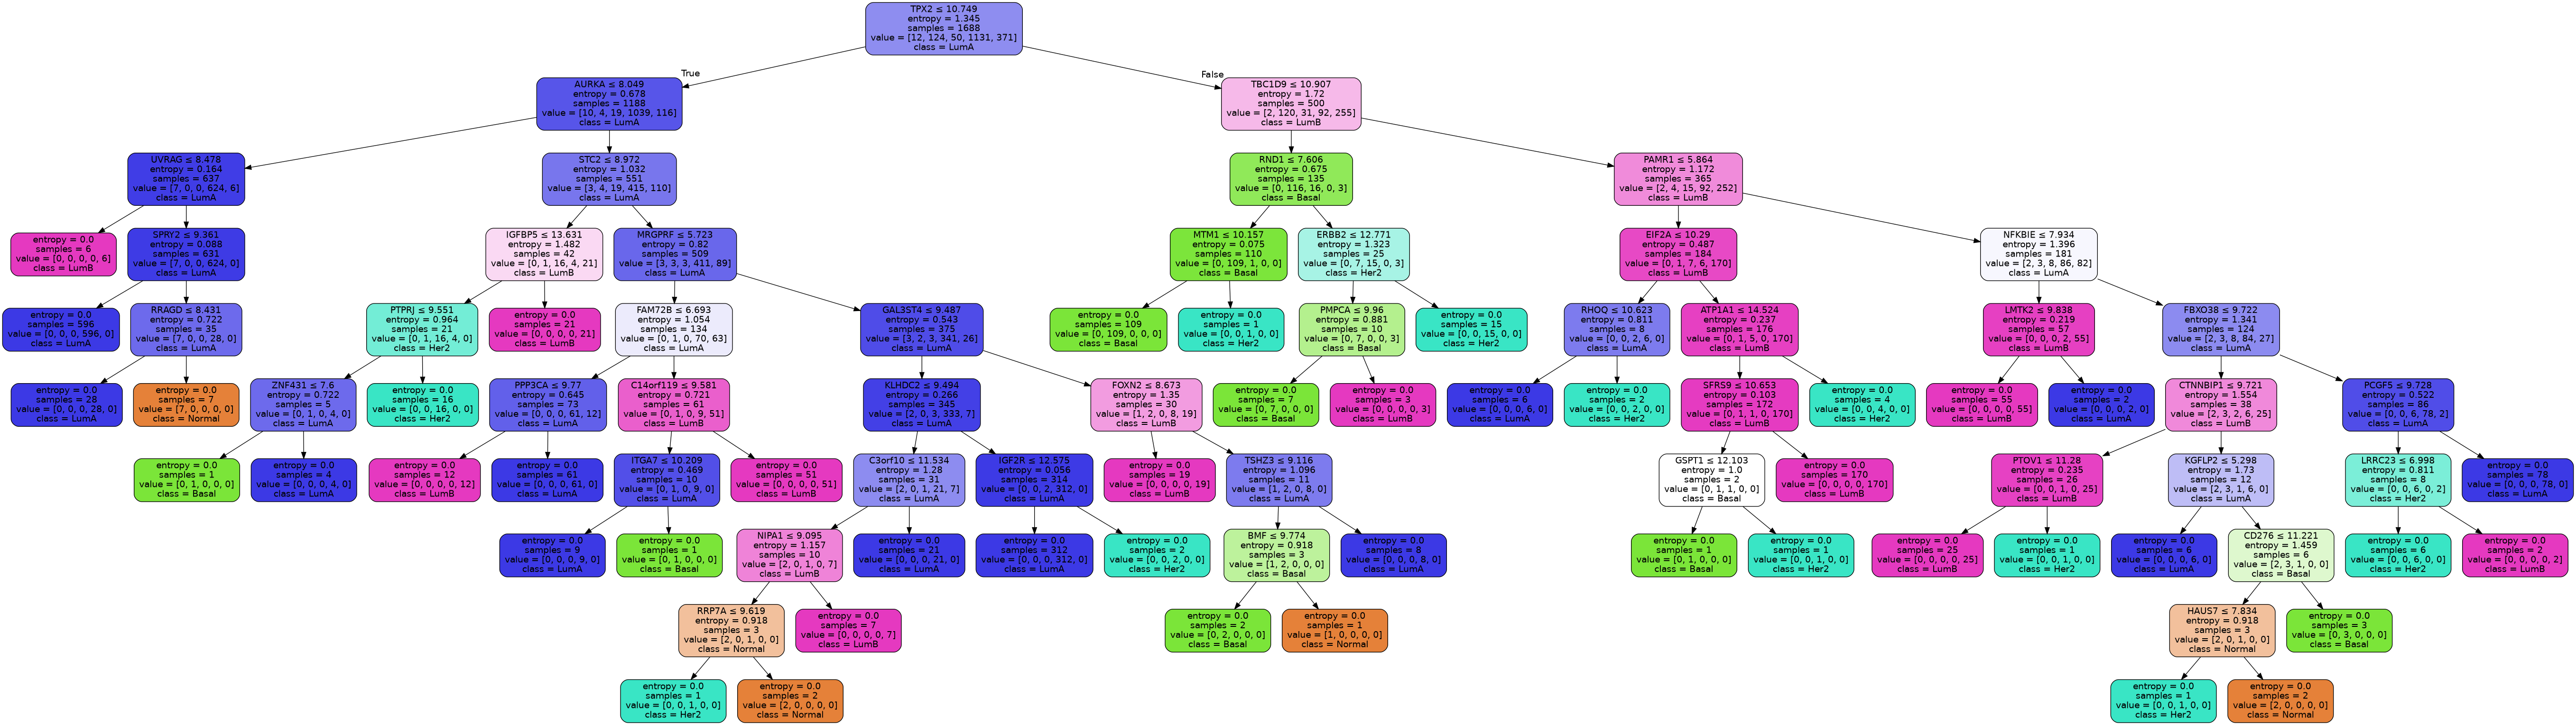 TPX2 ≤ 10.749
entropy = 1.345
samples = 1688
value = [12, 124, 50, 1131, 371]
class = LumA
True
False
AURKA ≤ 8.049
entropy = 0.678
samples = 1188
value = [10, 4, 19, 1039, 116]
class = LumA
TBC1D9 ≤ 10.907
entropy = 1.72
samples = 500
value = [2, 120, 31, 92, 255]
class = LumB
UVRAG ≤ 8.478
entropy = 0.164
samples = 637
value = [7, 0, 0, 624, 6]
class = LumA
STC2 ≤ 8.972
entropy = 1.032
samples = 551
value = [3, 4, 19, 415, 110]
class = LumA
RND1 ≤ 7.606
entropy = 0.675
samples = 135
value = [0, 116, 16, 0, 3]
class = Basal
PAMR1 ≤ 5.864
entropy = 1.172
samples = 365
value = [2, 4, 15, 92, 252]
class = LumB
entropy = 0.0
samples = 6
value = [0, 0, 0, 0, 6]
class = LumB
SPRY2 ≤ 9.361
entropy = 0.088
samples = 631
value = [7, 0, 0, 624, 0]
class = LumA
IGFBP5 ≤ 13.631
entropy = 1.482
samples = 42
value = [0, 1, 16, 4, 21]
class = LumB
MRGPRF ≤ 5.723
entropy = 0.82
samples = 509
value = [3, 3, 3, 411, 89]
class = LumA
MTM1 ≤ 10.157
entropy = 0.075
samples = 110
value = [0, 109, 1, 0, 0]
class = Basal
ERBB2 ≤ 12.771
entropy = 1.323
samples = 25
value = [0, 7, 15, 0, 3]
class = Her2
EIF2A ≤ 10.29
entropy = 0.487
samples = 184
value = [0, 1, 7, 6, 170]
class = LumB
NFKBIE ≤ 7.934
entropy = 1.396
samples = 181
value = [2, 3, 8, 86, 82]
class = LumA
entropy = 0.0
samples = 596
value = [0, 0, 0, 596, 0]
class = LumA
RRAGD ≤ 8.431
entropy = 0.722
samples = 35
value = [7, 0, 0, 28, 0]
class = LumA
PTPRJ ≤ 9.551
entropy = 0.964
samples = 21
value = [0, 1, 16, 4, 0]
class = Her2
entropy = 0.0
samples = 21
value = [0, 0, 0, 0, 21]
class = LumB
FAM72B ≤ 6.693
entropy = 1.054
samples = 134
value = [0, 1, 0, 70, 63]
class = LumA
GAL3ST4 ≤ 9.487
entropy = 0.543
samples = 375
value = [3, 2, 3, 341, 26]
class = LumA
entropy = 0.0
samples = 109
value = [0, 109, 0, 0, 0]
class = Basal
entropy = 0.0
samples = 1
value = [0, 0, 1, 0, 0]
class = Her2
PMPCA ≤ 9.96
entropy = 0.881
samples = 10
value = [0, 7, 0, 0, 3]
class = Basal
entropy = 0.0
samples = 15
value = [0, 0, 15, 0, 0]
class = Her2
RHOQ ≤ 10.623
entropy = 0.811
samples = 8
value = [0, 0, 2, 6, 0]
class = LumA
ATP1A1 ≤ 14.524
entropy = 0.237
samples = 176
value = [0, 1, 5, 0, 170]
class = LumB
LMTK2 ≤ 9.838
entropy = 0.219
samples = 57
value = [0, 0, 0, 2, 55]
class = LumB
FBXO38 ≤ 9.722
entropy = 1.341
samples = 124
value = [2, 3, 8, 84, 27]
class = LumA
entropy = 0.0
samples = 28
value = [0, 0, 0, 28, 0]
class = LumA
entropy = 0.0
samples = 7
value = [7, 0, 0, 0, 0]
class = Normal
ZNF431 ≤ 7.6
entropy = 0.722
samples = 5
value = [0, 1, 0, 4, 0]
class = LumA
entropy = 0.0
samples = 16
value = [0, 0, 16, 0, 0]
class = Her2
PPP3CA ≤ 9.77
entropy = 0.645
samples = 73
value = [0, 0, 0, 61, 12]
class = LumA
C14orf119 ≤ 9.581
entropy = 0.721
samples = 61
value = [0, 1, 0, 9, 51]
class = LumB
KLHDC2 ≤ 9.494
entropy = 0.266
samples = 345
value = [2, 0, 3, 333, 7]
class = LumA
FOXN2 ≤ 8.673
entropy = 1.35
samples = 30
value = [1, 2, 0, 8, 19]
class = LumB
entropy = 0.0
samples = 7
value = [0, 7, 0, 0, 0]
class = Basal
entropy = 0.0
samples = 3
value = [0, 0, 0, 0, 3]
class = LumB
entropy = 0.0
samples = 6
value = [0, 0, 0, 6, 0]
class = LumA
entropy = 0.0
samples = 2
value = [0, 0, 2, 0, 0]
class = Her2
SFRS9 ≤ 10.653
entropy = 0.103
samples = 172
value = [0, 1, 1, 0, 170]
class = LumB
entropy = 0.0
samples = 4
value = [0, 0, 4, 0, 0]
class = Her2
entropy = 0.0
samples = 55
value = [0, 0, 0, 0, 55]
class = LumB
entropy = 0.0
samples = 2
value = [0, 0, 0, 2, 0]
class = LumA
CTNNBIP1 ≤ 9.721
entropy = 1.554
samples = 38
value = [2, 3, 2, 6, 25]
class = LumB
PCGF5 ≤ 9.728
entropy = 0.522
samples = 86
value = [0, 0, 6, 78, 2]
class = LumA
entropy = 0.0
samples = 1
value = [0, 1, 0, 0, 0]
class = Basal
entropy = 0.0
samples = 4
value = [0, 0, 0, 4, 0]
class = LumA
entropy = 0.0
samples = 12
value = [0, 0, 0, 0, 12]
class = LumB
entropy = 0.0
samples = 61
value = [0, 0, 0, 61, 0]
class = LumA
ITGA7 ≤ 10.209
entropy = 0.469
samples = 10
value = [0, 1, 0, 9, 0]
class = LumA
entropy = 0.0
samples = 51
value = [0, 0, 0, 0, 51]
class = LumB
C3orf10 ≤ 11.534
entropy = 1.28
samples = 31
value = [2, 0, 1, 21, 7]
class = LumA
IGF2R ≤ 12.575
entropy = 0.056
samples = 314
value = [0, 0, 2, 312, 0]
class = LumA
entropy = 0.0
samples = 19
value = [0, 0, 0, 0, 19]
class = LumB
TSHZ3 ≤ 9.116
entropy = 1.096
samples = 11
value = [1, 2, 0, 8, 0]
class = LumA
GSPT1 ≤ 12.103
entropy = 1.0
samples = 2
value = [0, 1, 1, 0, 0]
class = Basal
entropy = 0.0
samples = 170
value = [0, 0, 0, 0, 170]
class = LumB
PTOV1 ≤ 11.28
entropy = 0.235
samples = 26
value = [0, 0, 1, 0, 25]
class = LumB
KGFLP2 ≤ 5.298
entropy = 1.73
samples = 12
value = [2, 3, 1, 6, 0]
class = LumA
LRRC23 ≤ 6.998
entropy = 0.811
samples = 8
value = [0, 0, 6, 0, 2]
class = Her2
entropy = 0.0
samples = 78
value = [0, 0, 0, 78, 0]
class = LumA
entropy = 0.0
samples = 9
value = [0, 0, 0, 9, 0]
class = LumA
entropy = 0.0
samples = 1
value = [0, 1, 0, 0, 0]
class = Basal
NIPA1 ≤ 9.095
entropy = 1.157
samples = 10
value = [2, 0, 1, 0, 7]
class = LumB
entropy = 0.0
samples = 21
value = [0, 0, 0, 21, 0]
class = LumA
entropy = 0.0
samples = 312
value = [0, 0, 0, 312, 0]
class = LumA
entropy = 0.0
samples = 2
value = [0, 0, 2, 0, 0]
class = Her2
BMF ≤ 9.774
entropy = 0.918
samples = 3
value = [1, 2, 0, 0, 0]
class = Basal
entropy = 0.0
samples = 8
value = [0, 0, 0, 8, 0]
class = LumA
entropy = 0.0
samples = 1
value = [0, 1, 0, 0, 0]
class = Basal
entropy = 0.0
samples = 1
value = [0, 0, 1, 0, 0]
class = Her2
entropy = 0.0
samples = 25
value = [0, 0, 0, 0, 25]
class = LumB
entropy = 0.0
samples = 1
value = [0, 0, 1, 0, 0]
class = Her2
entropy = 0.0
samples = 6
value = [0, 0, 0, 6, 0]
class = LumA
CD276 ≤ 11.221
entropy = 1.459
samples = 6
value = [2, 3, 1, 0, 0]
class = Basal
entropy = 0.0
samples = 6
value = [0, 0, 6, 0, 0]
class = Her2
entropy = 0.0
samples = 2
value = [0, 0, 0, 0, 2]
class = LumB
RRP7A ≤ 9.619
entropy = 0.918
samples = 3
value = [2, 0, 1, 0, 0]
class = Normal
entropy = 0.0
samples = 7
value = [0, 0, 0, 0, 7]
class = LumB
entropy = 0.0
samples = 2
value = [0, 2, 0, 0, 0]
class = Basal
entropy = 0.0
samples = 1
value = [1, 0, 0, 0, 0]
class = Normal
HAUS7 ≤ 7.834
entropy = 0.918
samples = 3
value = [2, 0, 1, 0, 0]
class = Normal
entropy = 0.0
samples = 3
value = [0, 3, 0, 0, 0]
class = Basal
entropy = 0.0
samples = 1
value = [0, 0, 1, 0, 0]
class = Her2
entropy = 0.0
samples = 2
value = [2, 0, 0, 0, 0]
class = Normal
entropy = 0.0
samples = 1
value = [0, 0, 1, 0, 0]
class = Her2
entropy = 0.0
samples = 2
value = [2, 0, 0, 0, 0]
class = Normal